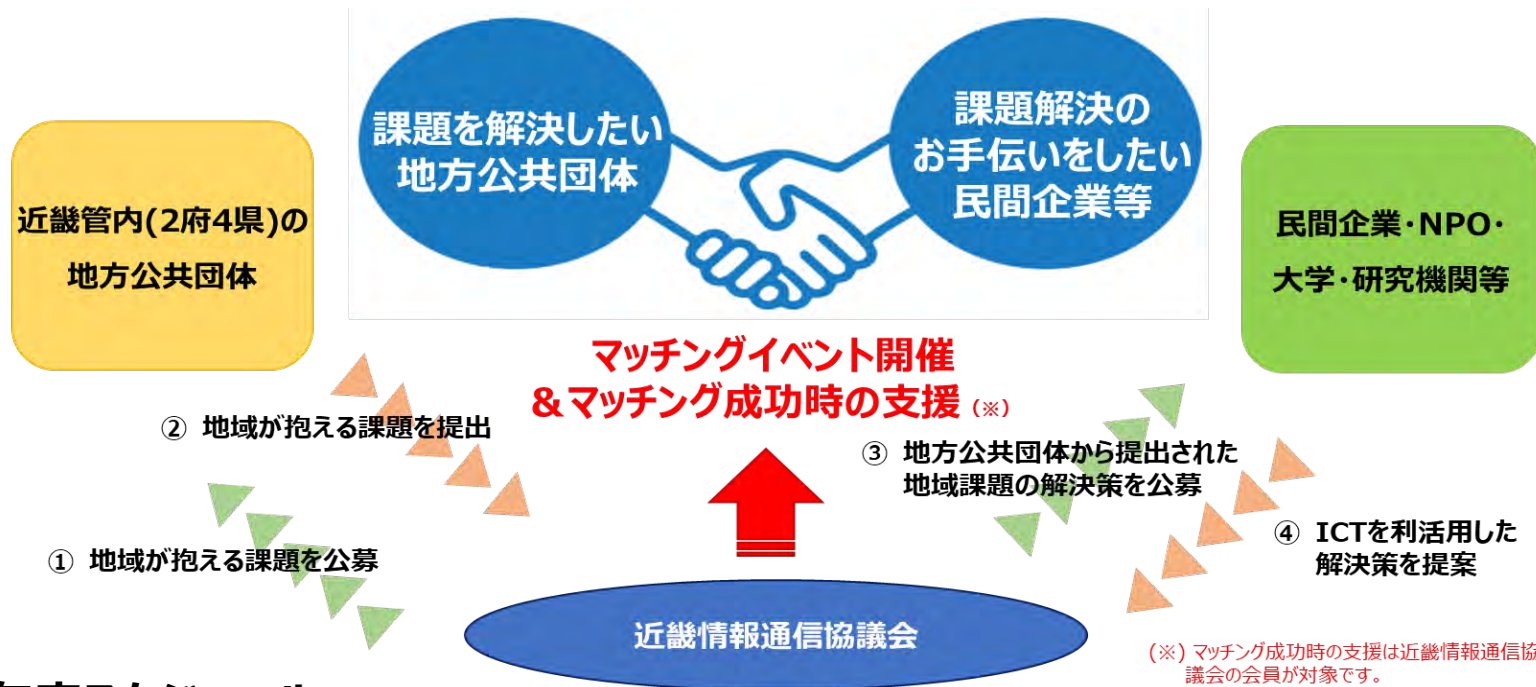 課題を解決したい
地方公共団体
課題解決の
お手伝いをしたい
民間企業等
近畿管内(2府4県)の
地方公共団体
民間企業・NPO・
大学・研究機関等
マッチングイベント開催
&マッチング成功時の支援 (※)
② 地域が抱える課題を提出
③ 地方公共団体から提出された
地域課題の解決策を公募
① 地域が抱える課題を公募
④ ICTを利活用した
解決策を提案
近畿情報通信協議会
(※) マッチング成功時の支援は近畿情報通信協
議会の会員が対象です。